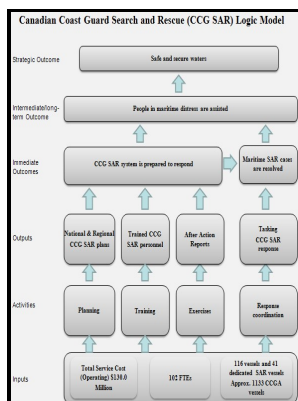 Canadian Coast Guard Search and Rescue (CCG SAR) Logic Model
Strategic Outcome
Safe and secure waters
Intermediate/long-
term Outcome
People in maritime distress are assisted
Immediate
Outcomes
CCG SAR system is prepared to respond
Maritime SAR cases
are resolved
Outputs
National & Regional
CCG SAR plans
Trained CCG
SAR personnel
After Action
Reports
Tasking
CCG SAR
response
Activities
Planning
Training
Exercises
Response
coordination
Inputs
Total Service Cost
(Operating) $130.0
Million
102 FTEs
116 vessels and 41
dedicated SAR vessels
Approx. 1133 CCGA
vessels